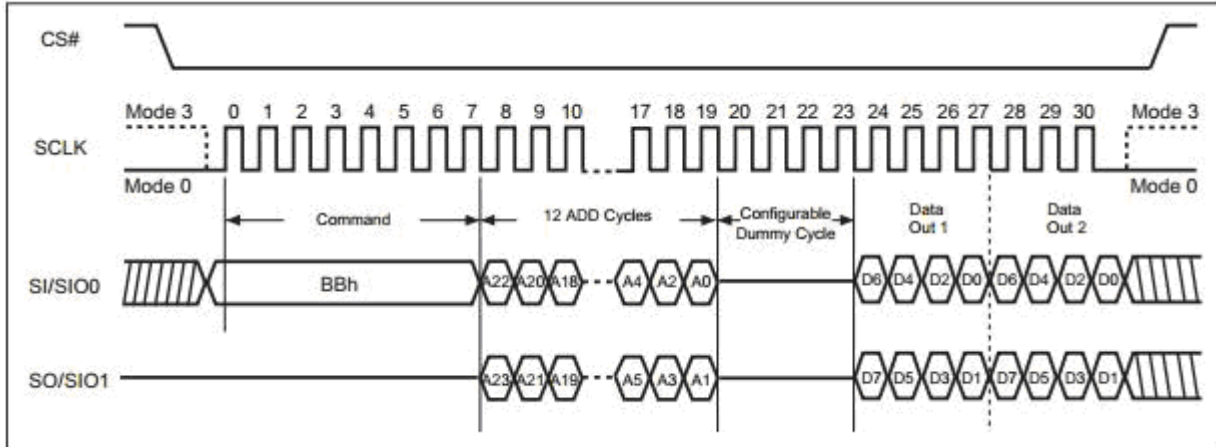 CS#
Mode 3 0 1 2 3 4 5 6 7 8 9 10 17 18 19 20 21 22 23 24 25 26 27 28 29 30 Mode 3
SCLK
Mode 0 Mode 0
Command 12 ADD Cycles Configurable Dummy Cycle Data Out 1 Data Out 2
SI/SIO0 BBh A22 A20 A18 A4 A2 A0 D6 D4 D2 D0 D6 D4 D2 D0
SO/SIO1 A23 A21 A19 A5 A3 A1 D7 D5 D3 D1 D7 D5 D3 D1